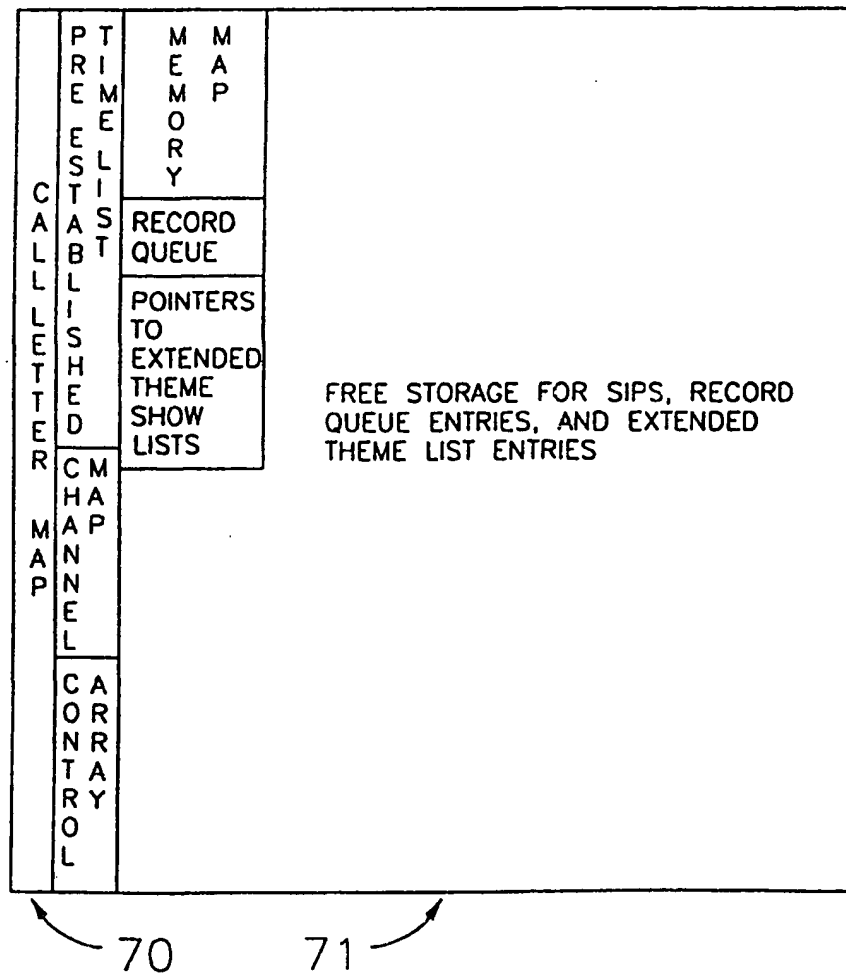 CALL LETTER MAP
PRE ESTABLISHED
TIME LIST
CHANNEL
MAP
CONTROL
ARRAY
MEMORY
MAP
RECORD
QUEUE
POINTERS
TO
EXTENDED
THEME
SHOW
LISTS
FREE STORAGE FOR SIPS, RECORD
QUEUE ENTRIES, AND EXTENDED
THEME LIST ENTRIES
70
71